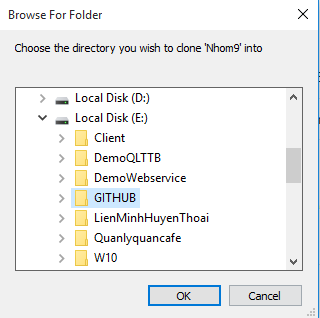 Browse For Folder
Choose the directory you wish to clone 'Nhom9' into
Local Disk (D:)
Local Disk (E:)
Client
DemoQLTTB
DemoWebservice
GITHUB
LienMinhHuyenThoai
Quanlyquancafe
W10
OK Cancel